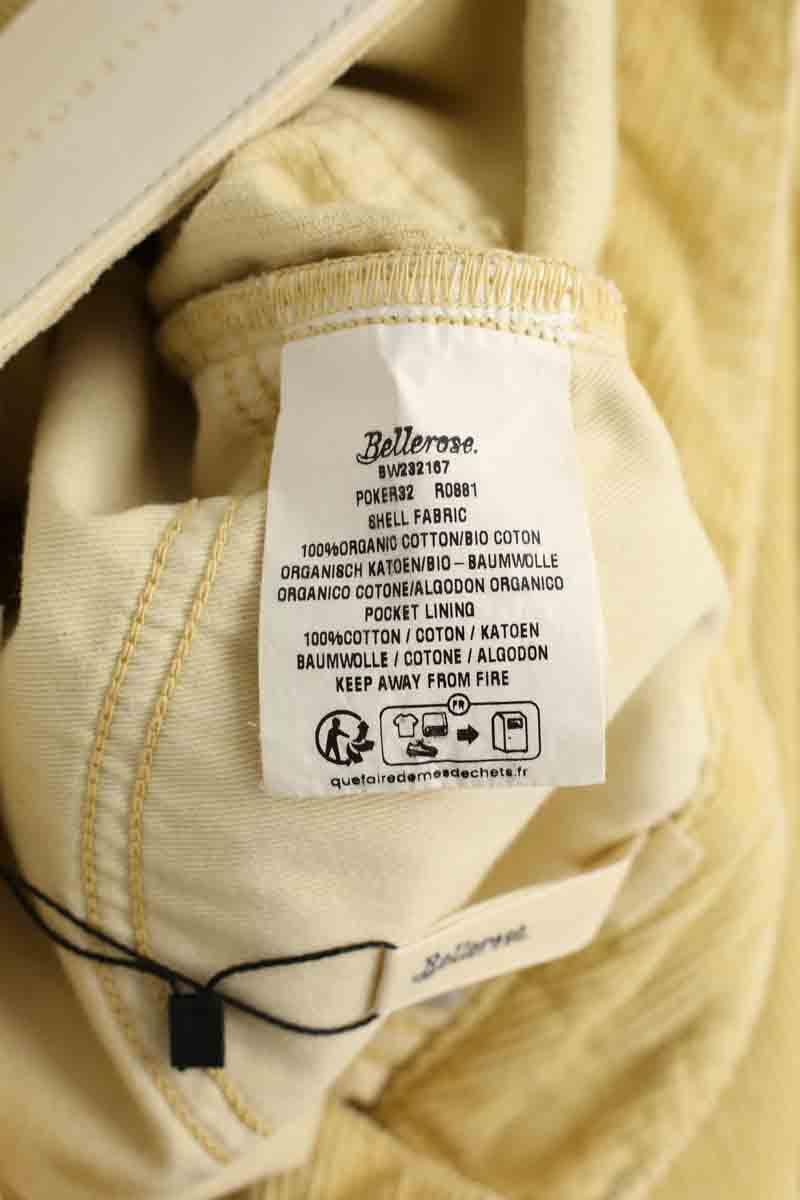 Bellerose.
BW232167
POKER32 R0881
SHELL FABRIC
100%ORGANIC COTTON/BIO COTON
ORGANISCH KATOEN/BIO-BAUMWOLLE
ORGANICO COTONE/ALGODON ORGANICO
POCKET LINING
100%COTTON / COTON / KATOEN
BAUMWOLLE / COTONE / ALGODON
KEEP AWAY FROM FIRE
FR
quefairedemesdechets.fr
Bellerose.